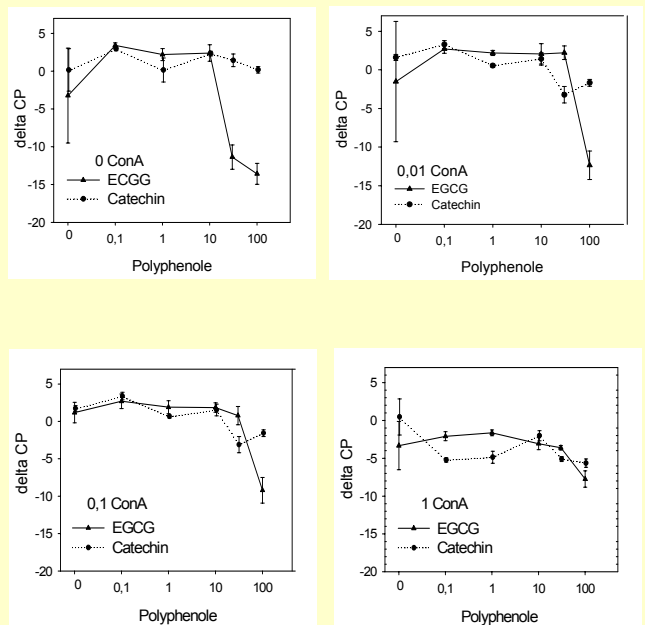 5
0
-5
-10
-15
-20
delta CP
0 ConA
ECGG
Catechin
0 0,1 1 10 100
Polyphenole
5
0
-5
-10
-15
-20
delta CP
0,01 ConA
EGCG
Catechin
0 0,1 1 10 100
Polyphenole
5
0
-5
-10
-15
-20
delta CP
0,1 ConA
EGCG
Catechin
0 0,1 1 10 100
Polyphenole
5
0
-5
-10
-15
-20
delta CP
1 ConA
EGCG
Catechin
0 0,1 1 10 100
Polyphenole